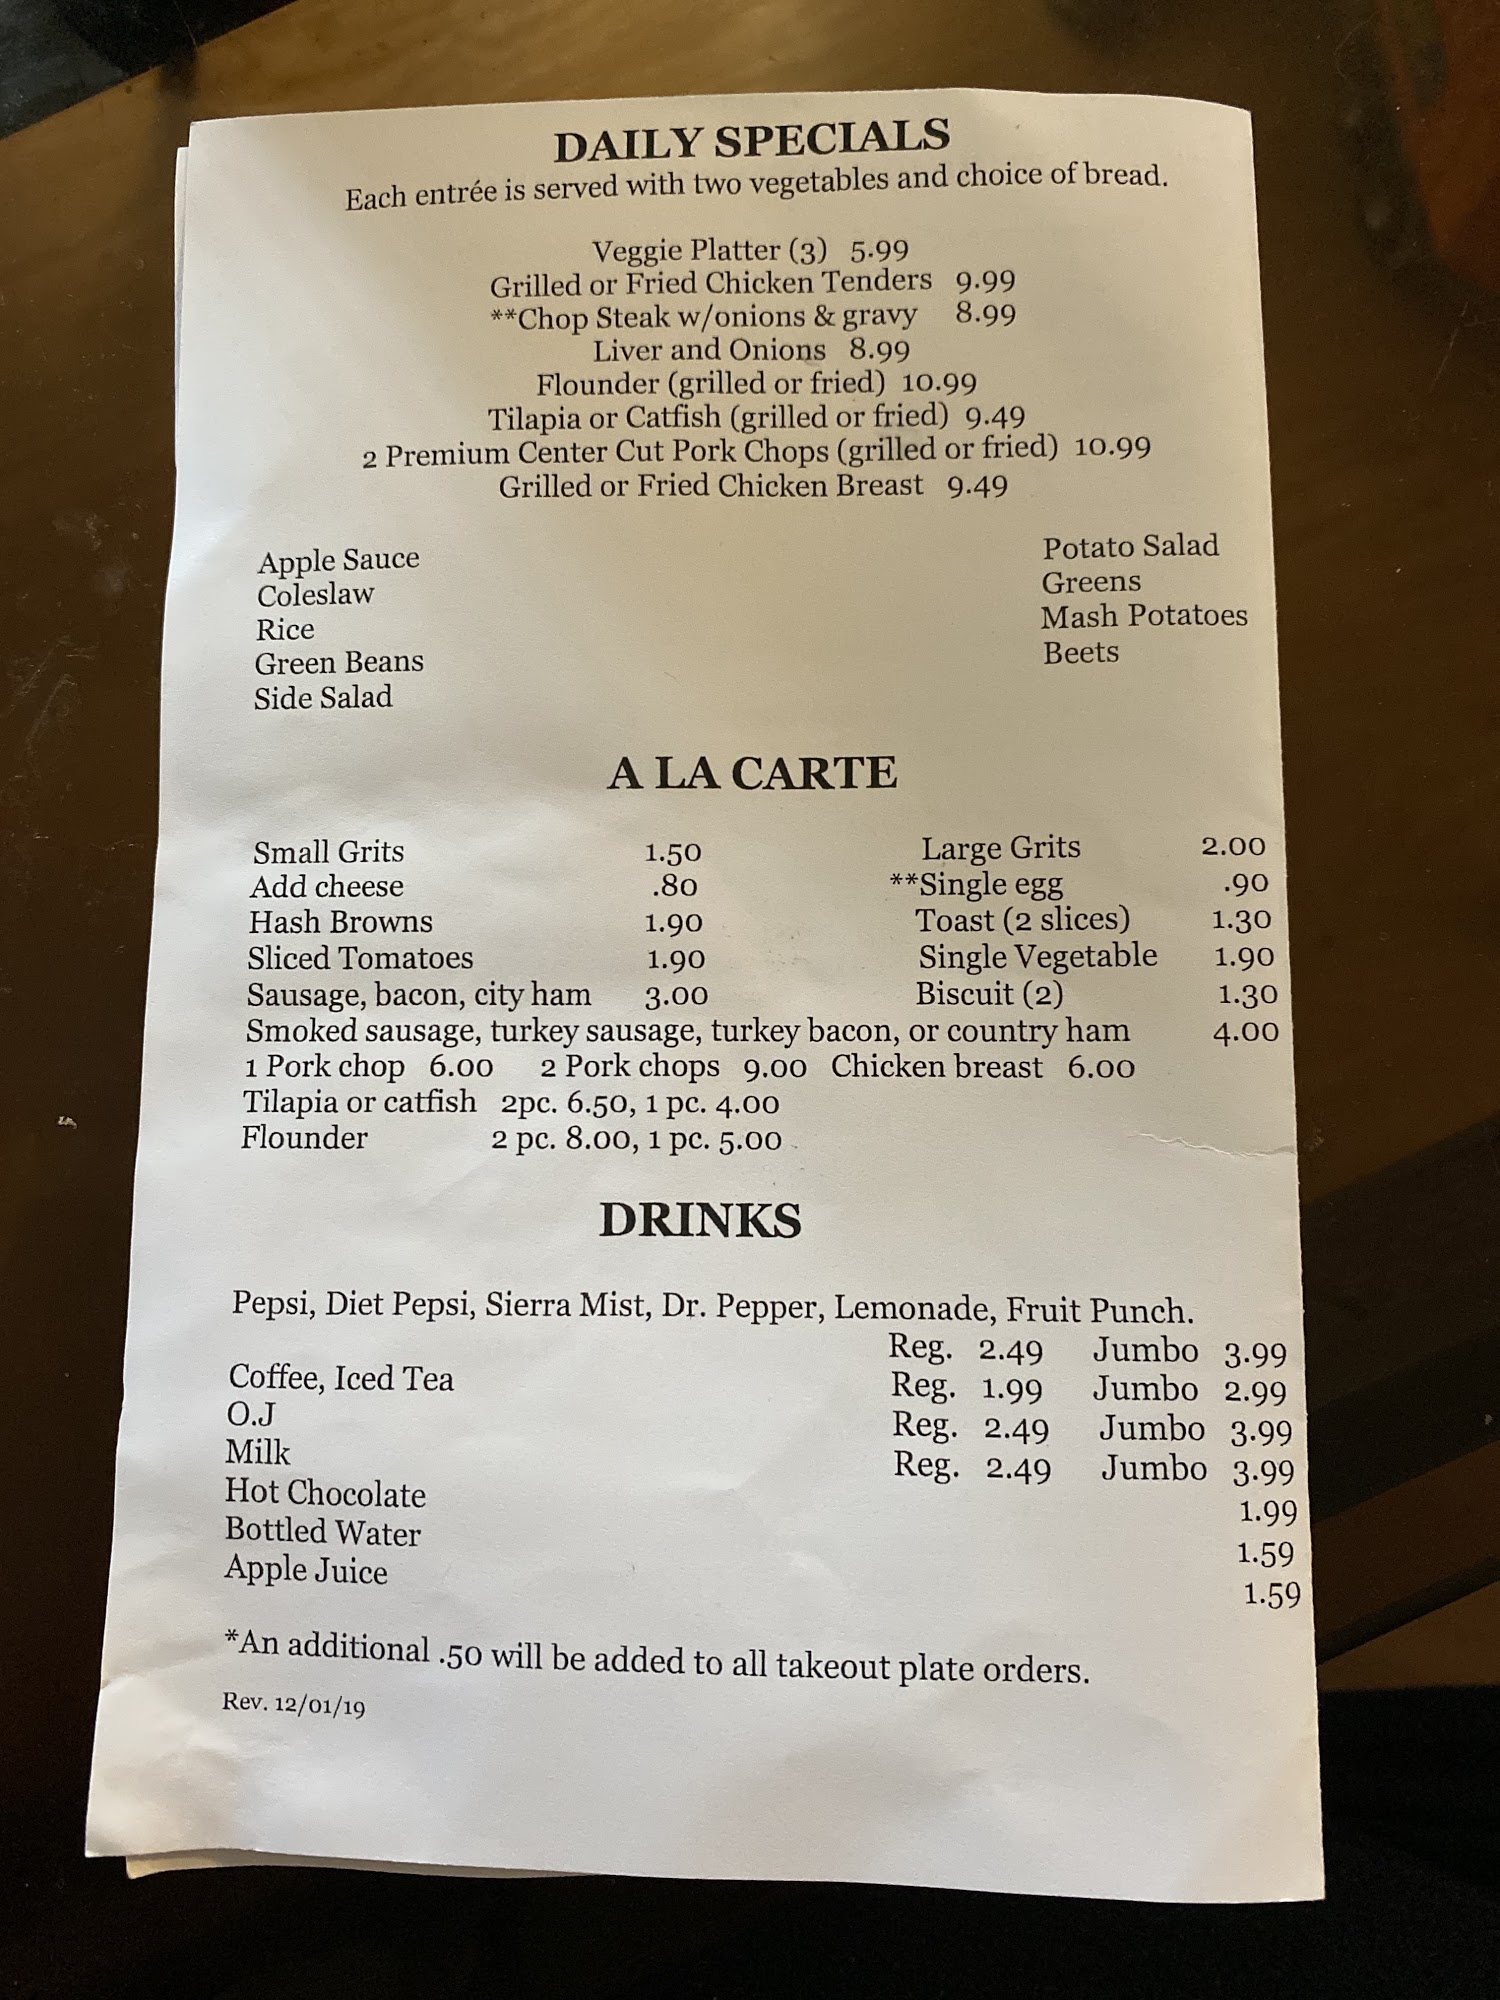 DAILY SPECIALS
Each entrée is served with two vegetables and choice of bread.
Veggie Platter (3) 5.99
Grilled or Fried Chicken Tenders 9.99
**Chop Steak w/onions & gravy 8.99
Liver and Onions 8.99
Flounder (grilled or fried) 10.99
Tilapia or Catfish (grilled or fried) 9.49
2 Premium Center Cut Pork Chops (grilled or fried) 10.99
Grilled or Fried Chicken Breast 9.49
Apple Sauce Potato Salad
Coleslaw Greens
Rice Mash Potatoes
Green Beans Beets
Side Salad
A LA CARTE
Small Grits 1.50 Large Grits 2.00
Add cheese .80 **Single egg .90
Hash Browns 1.90 Toast (2 slices) 1.30
Sliced Tomatoes 1.90 Single Vegetable 1.90
Sausage, bacon, city ham 3.00 Biscuit (2) 1.30
Smoked sausage, turkey sausage, turkey bacon, or country ham 4.00
1 Pork chop 6.00 2 Pork chops 9.00 Chicken breast 6.00
Tilapia or catfish 2pc. 6.50, 1 pc. 4.00
Flounder 2 pc. 8.00, 1 pc. 5.00
DRINKS
Pepsi, Diet Pepsi, Sierra Mist, Dr. Pepper, Lemonade, Fruit Punch.
Reg. 2.49 Jumbo 3.99
Coffee, Iced Tea Reg. 1.99 Jumbo 2.99
O.J Reg. 2.49 Jumbo 3.99
Milk Reg. 2.49 Jumbo 3.99
Hot Chocolate 1.99
Bottled Water 1.59
Apple Juice 1.59
*An additional .50 will be added to all takeout plate orders.
Rev. 12/01/19